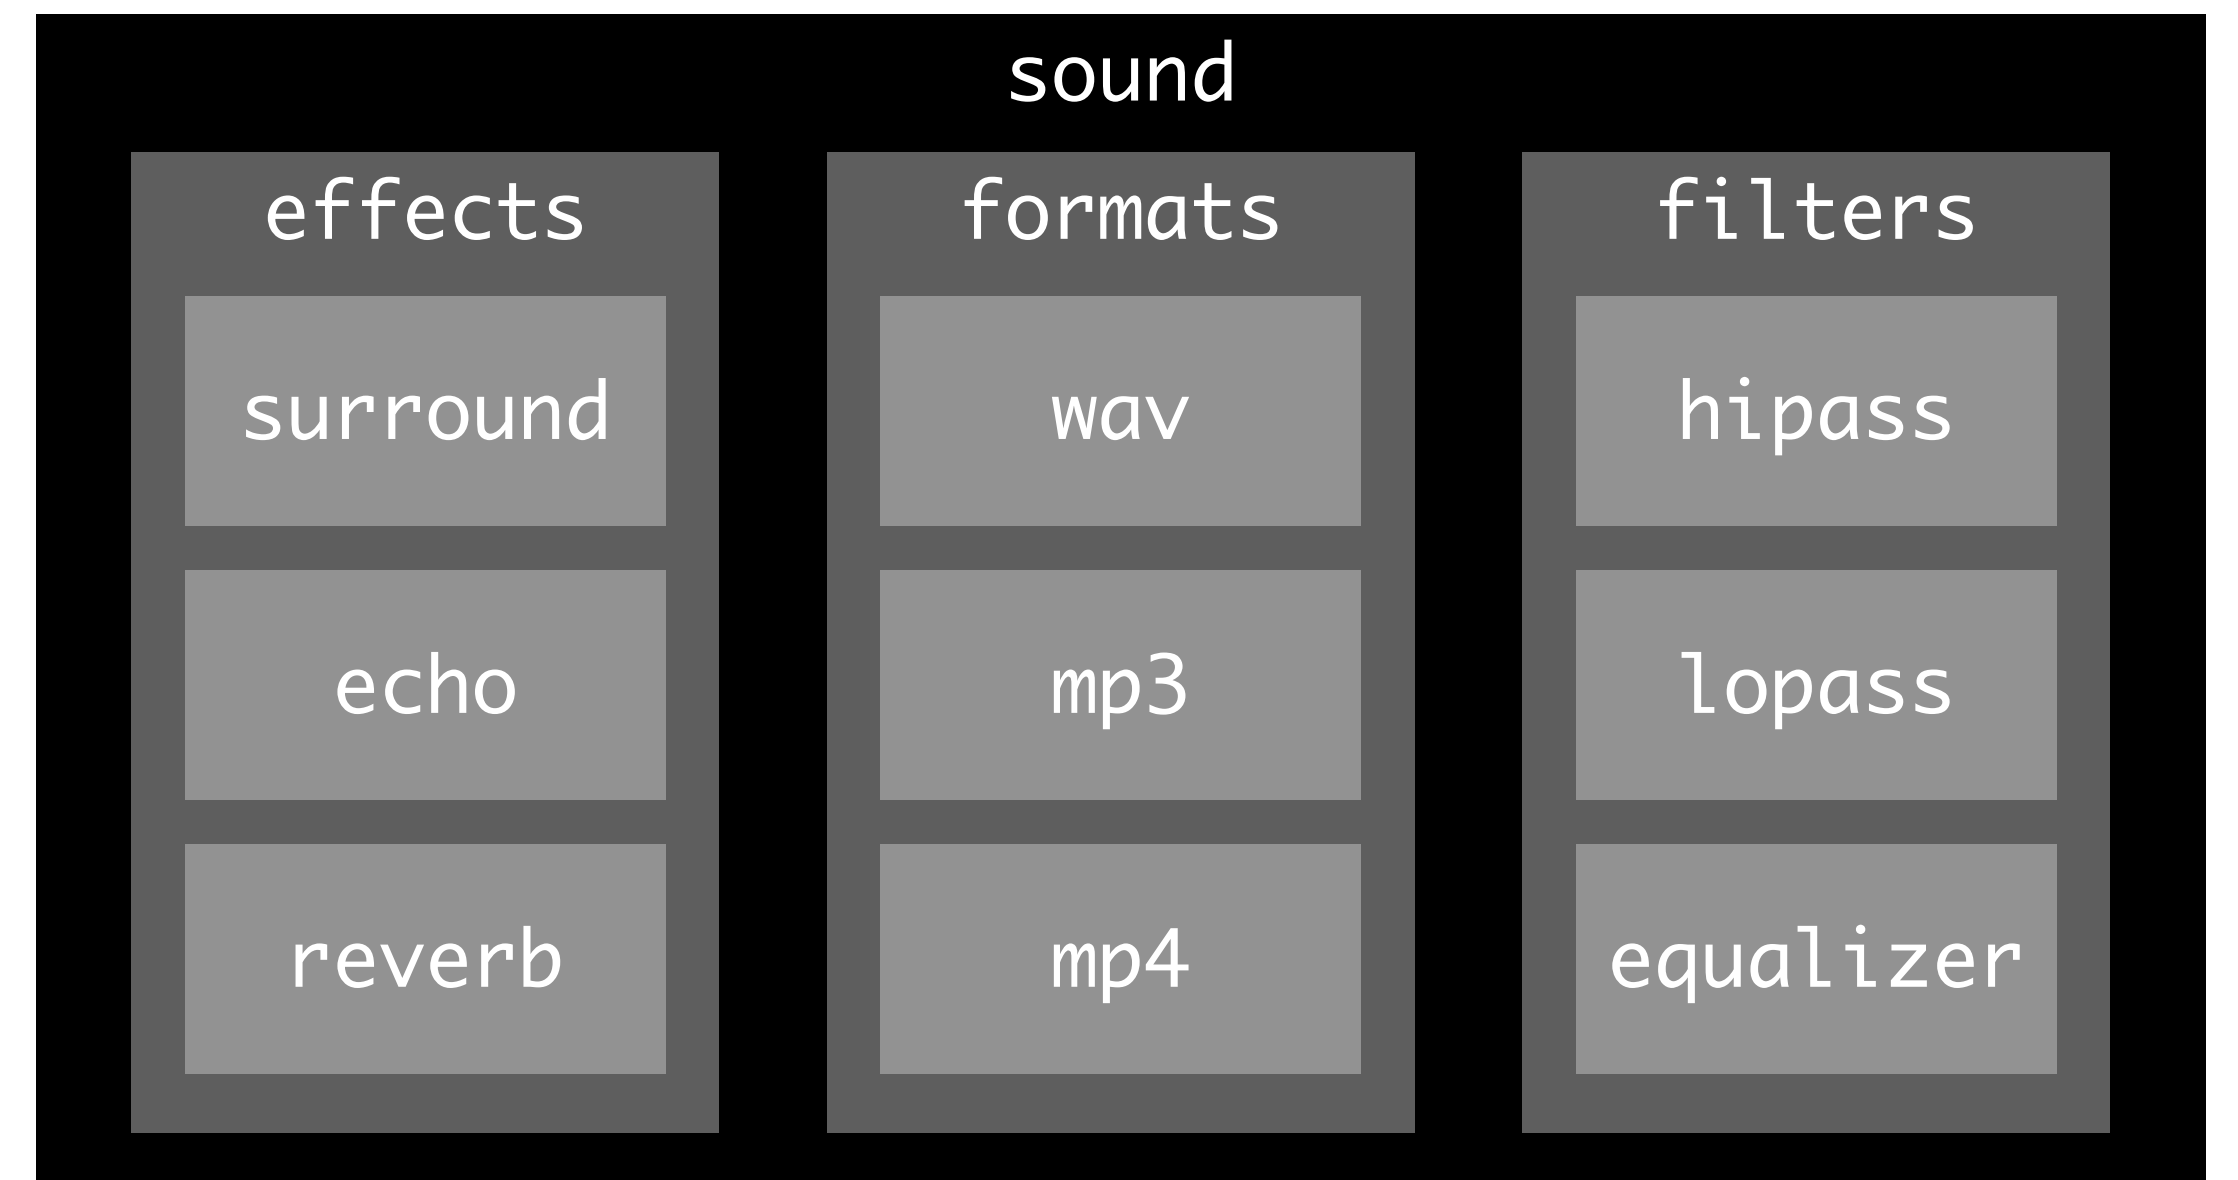 sound
effects
surround
echo
reverb
formats
wav
mp3
mp4
filters
hipass
lopass
equalizer